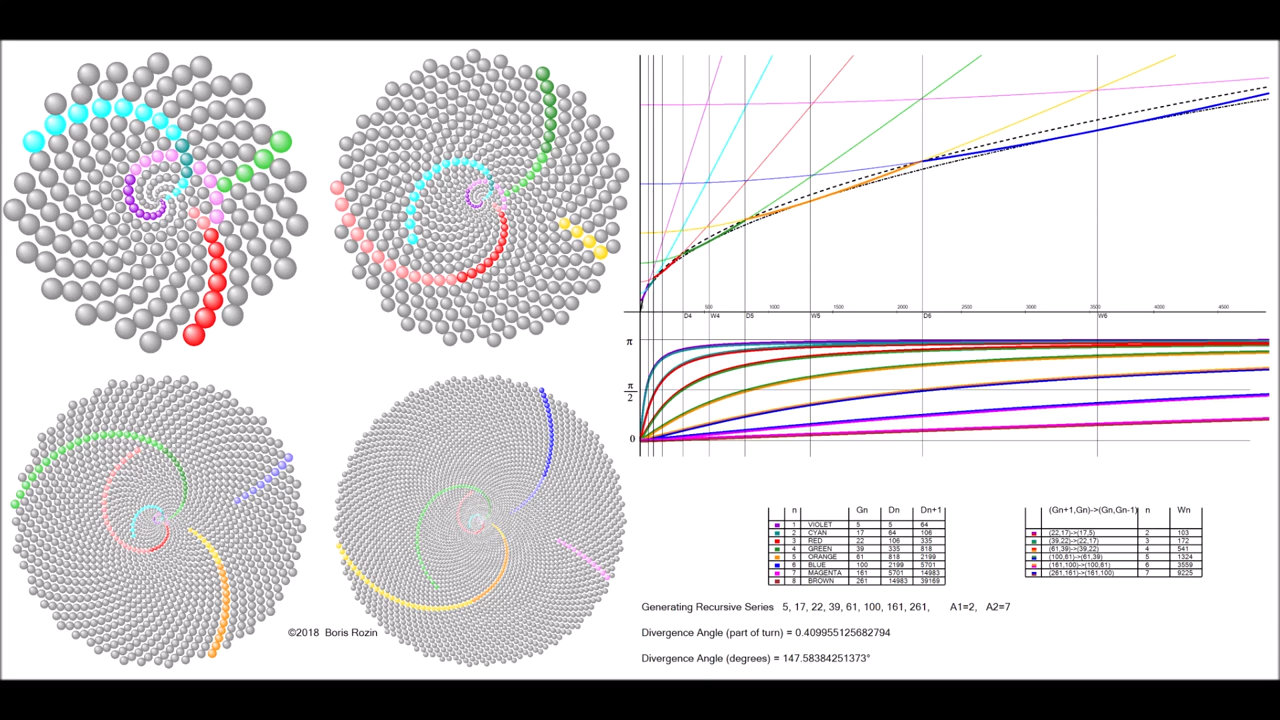 500 1000 1500 2000 2500 3000 3500 4000 4500
D4 W4 D5 W5 D6 W6
π
π
2
0
n Gn Dn Dn+1
1 VIOLET 5 5 64
2 CYAN 17 64 106
3 RED 22 106 335
4 GREEN 39 335 818
5 ORANGE 61 818 2199
6 BLUE 100 2199 5701
7 MAGENTA 161 5701 14983
8 BROWN 261 14983 39169
(Gn+1,Gn)->(Gn,Gn-1) n Wn
(22,17)->(17,5) 2 103
(39,22)->(22,17) 3 172
(61,39)->(39,22) 4 541
(100,61)->(61,39) 5 1324
(161,100)->(100,61) 6 3559
(261,161)->(161,100) 7 9225
Generating Recursive Series 5, 17, 22, 39, 61, 100, 161, 261, A1=2, A2=7
©2018 Boris Rozin
Divergence Angle (part of turn) = 0.409955125682794
Divergence Angle (degrees) = 147.58384251373°